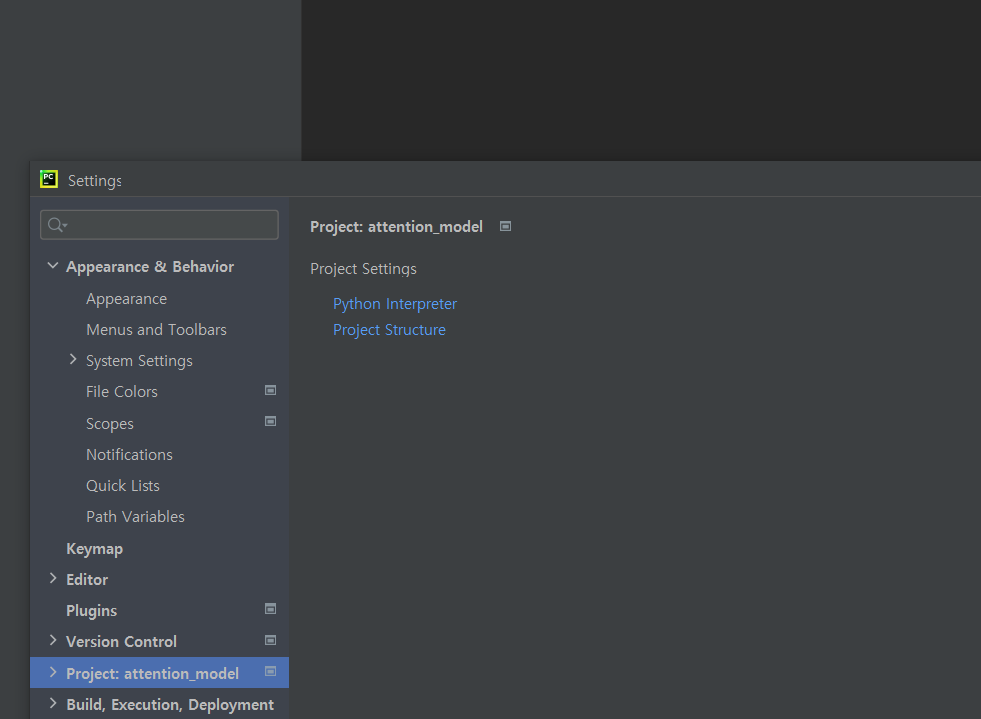 PC
Settings
Project: attention_model
Project Settings
Python Interpreter
Project Structure
Appearance & Behavior
Appearance
Menus and Toolbars
System Settings
File Colors
Scopes
Notifications
Quick Lists
Path Variables
Keymap
Editor
Plugins
Version Control
Project: attention_model
Build, Execution, Deployment